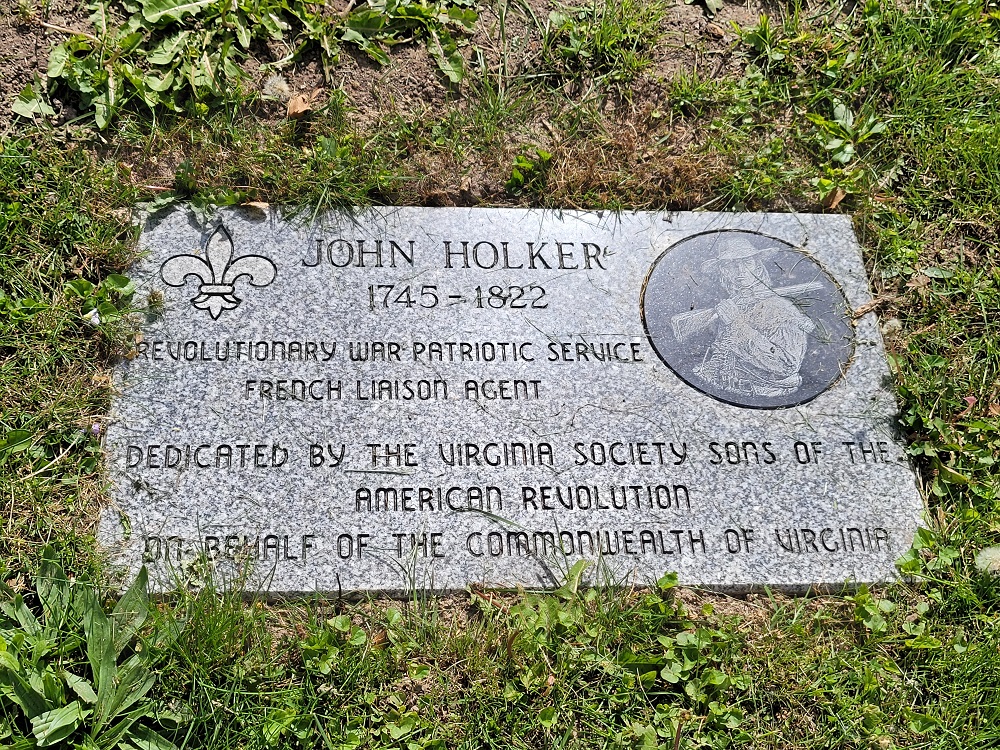 JOHN HOLKER
1745-1822
REVOLUTIONARY WAR PATRIOTIC SERVICE
FRENCH LIAISON AGENT
DEDICATED BY THE VIRGINIA SOCIETY SONS OF THE
AMERICAN REVOLUTION
ON BEHALF OF THE COMMONWEALTH OF VIRGINIA